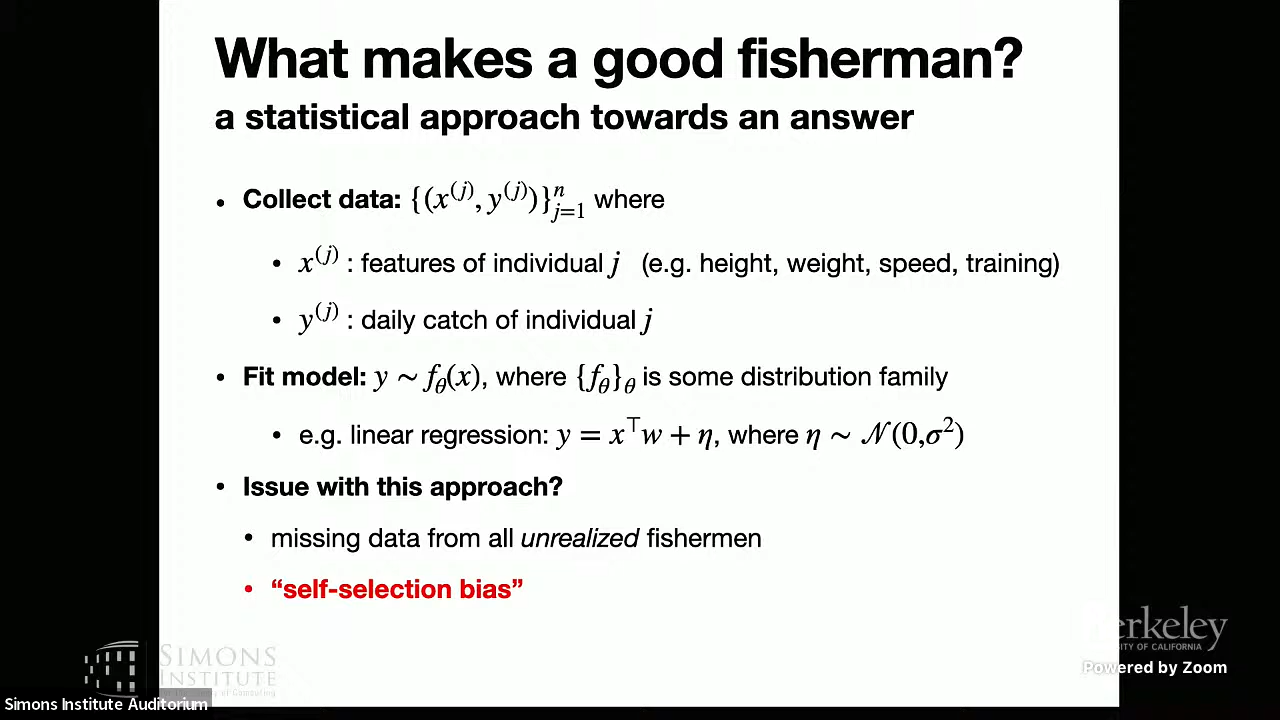 What makes a good fisherman?
a statistical approach towards an answer
• Collect data: {(x^(j), y^(j))}_{j=1}^n where
• x^(j) : features of individual j (e.g. height, weight, speed, training)
• y^(j) : daily catch of individual j
• Fit model: y ∼ f_θ(x), where {f_θ}_θ is some distribution family
• e.g. linear regression: y = x^⊤w + η, where η ∼ 𝒩(0,σ²)
• Issue with this approach?
• missing data from all unrealized fishermen
• “self-selection bias”
SIMONS
INSTITUTE
Berkeley
OF CALIFORNIA
Powered by Zoom
Simons Institute Auditorium